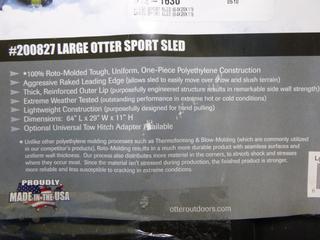 1630
0510
#200827 LARGE OTTER SPORT SLED
*100% Roto-Molded Tough, Uniform, One-Piece Polyethylene Construction
Aggressive Raked Leading Edge (allows sled to easily move over snow and slush terrain)
Thick, Reinforced Outer Lip (purposefully engineered structure results in remarkable side wall strength)
Extreme Weather Tested (outstanding performance in extreme hot or cold conditions)
Lightweight Construction (purposefully designed for hand pulling)
Dimensions: 64" L x 29" W x 11" H
Optional Universal Tow Hitch Adapter Available
* Unlike other polyethylene molding processes such as Thermoforming & Blow-Molding (which are commonly utilized
in our competitor's products), Roto-Molding results in a much more durable product with seamless surfaces and
uniform wall thickness. Our process also distributes more material in the corners, to absorb shock and stresses
where they occur most. Since the material isn't stressed during production, the finished product is stronger,
more reliable and less susceptible to cracking in extreme conditions.
PROUDLY
MADE IN THE USA
otteroutdoors.com